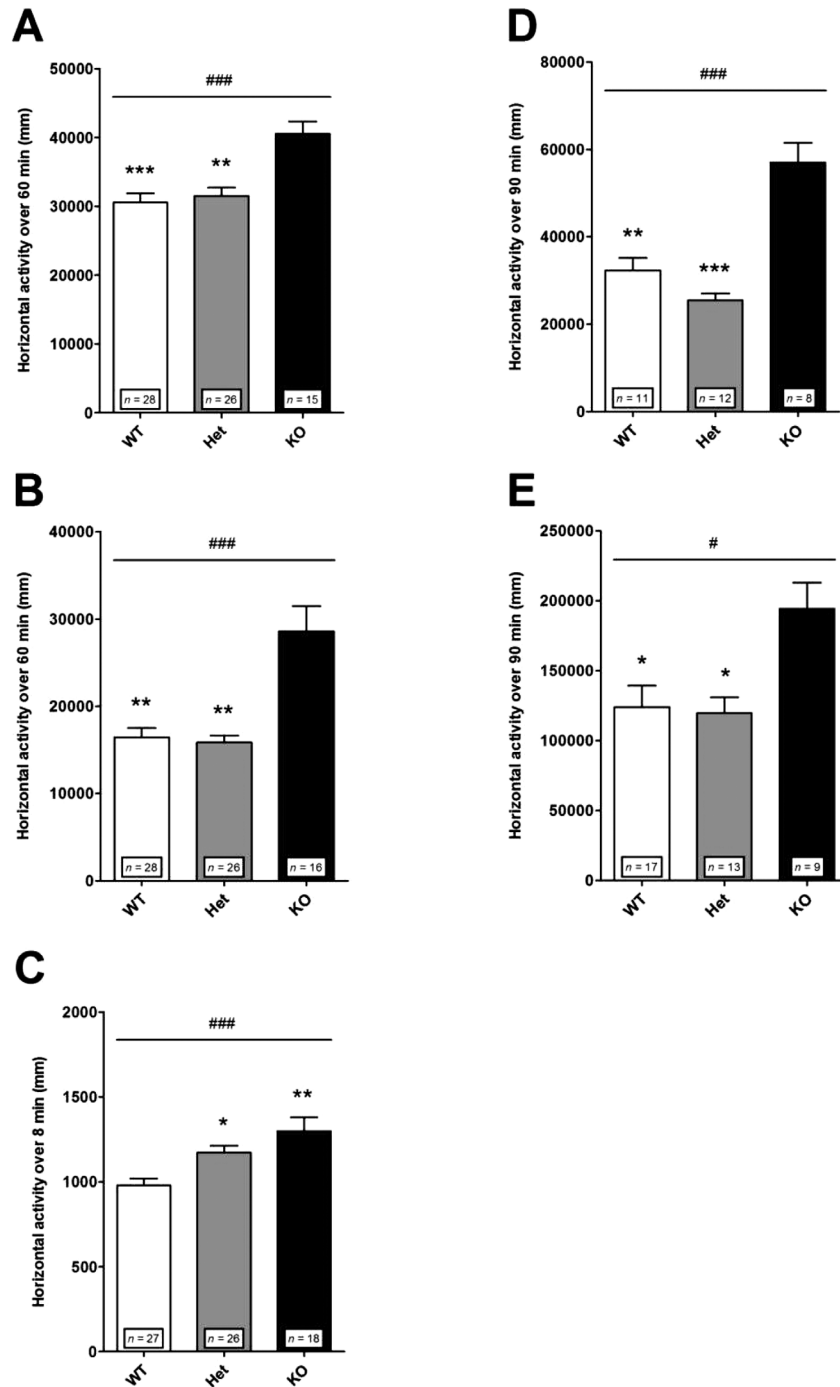 A
Horizontal activity over 60 min (mm)
50000
40000
30000
20000
10000
0
###
***
**
n = 28
n = 26
n = 15
WT
Het
KO
B
Horizontal activity over 60 min (mm)
40000
30000
20000
10000
0
###
**
**
n = 28
n = 26
n = 16
WT
Het
KO
C
Horizontal activity over 8 min (mm)
2000
1500
1000
500
0
###
*
**
n = 27
n = 26
n = 18
WT
Het
KO
D
Horizontal activity over 90 min (mm)
80000
60000
40000
20000
0
###
**
***
n = 11
n = 12
n = 8
WT
Het
KO
E
Horizontal activity over 90 min (mm)
250000
200000
150000
100000
50000
0
#
*
*
n = 17
n = 13
n = 9
WT
Het
KO